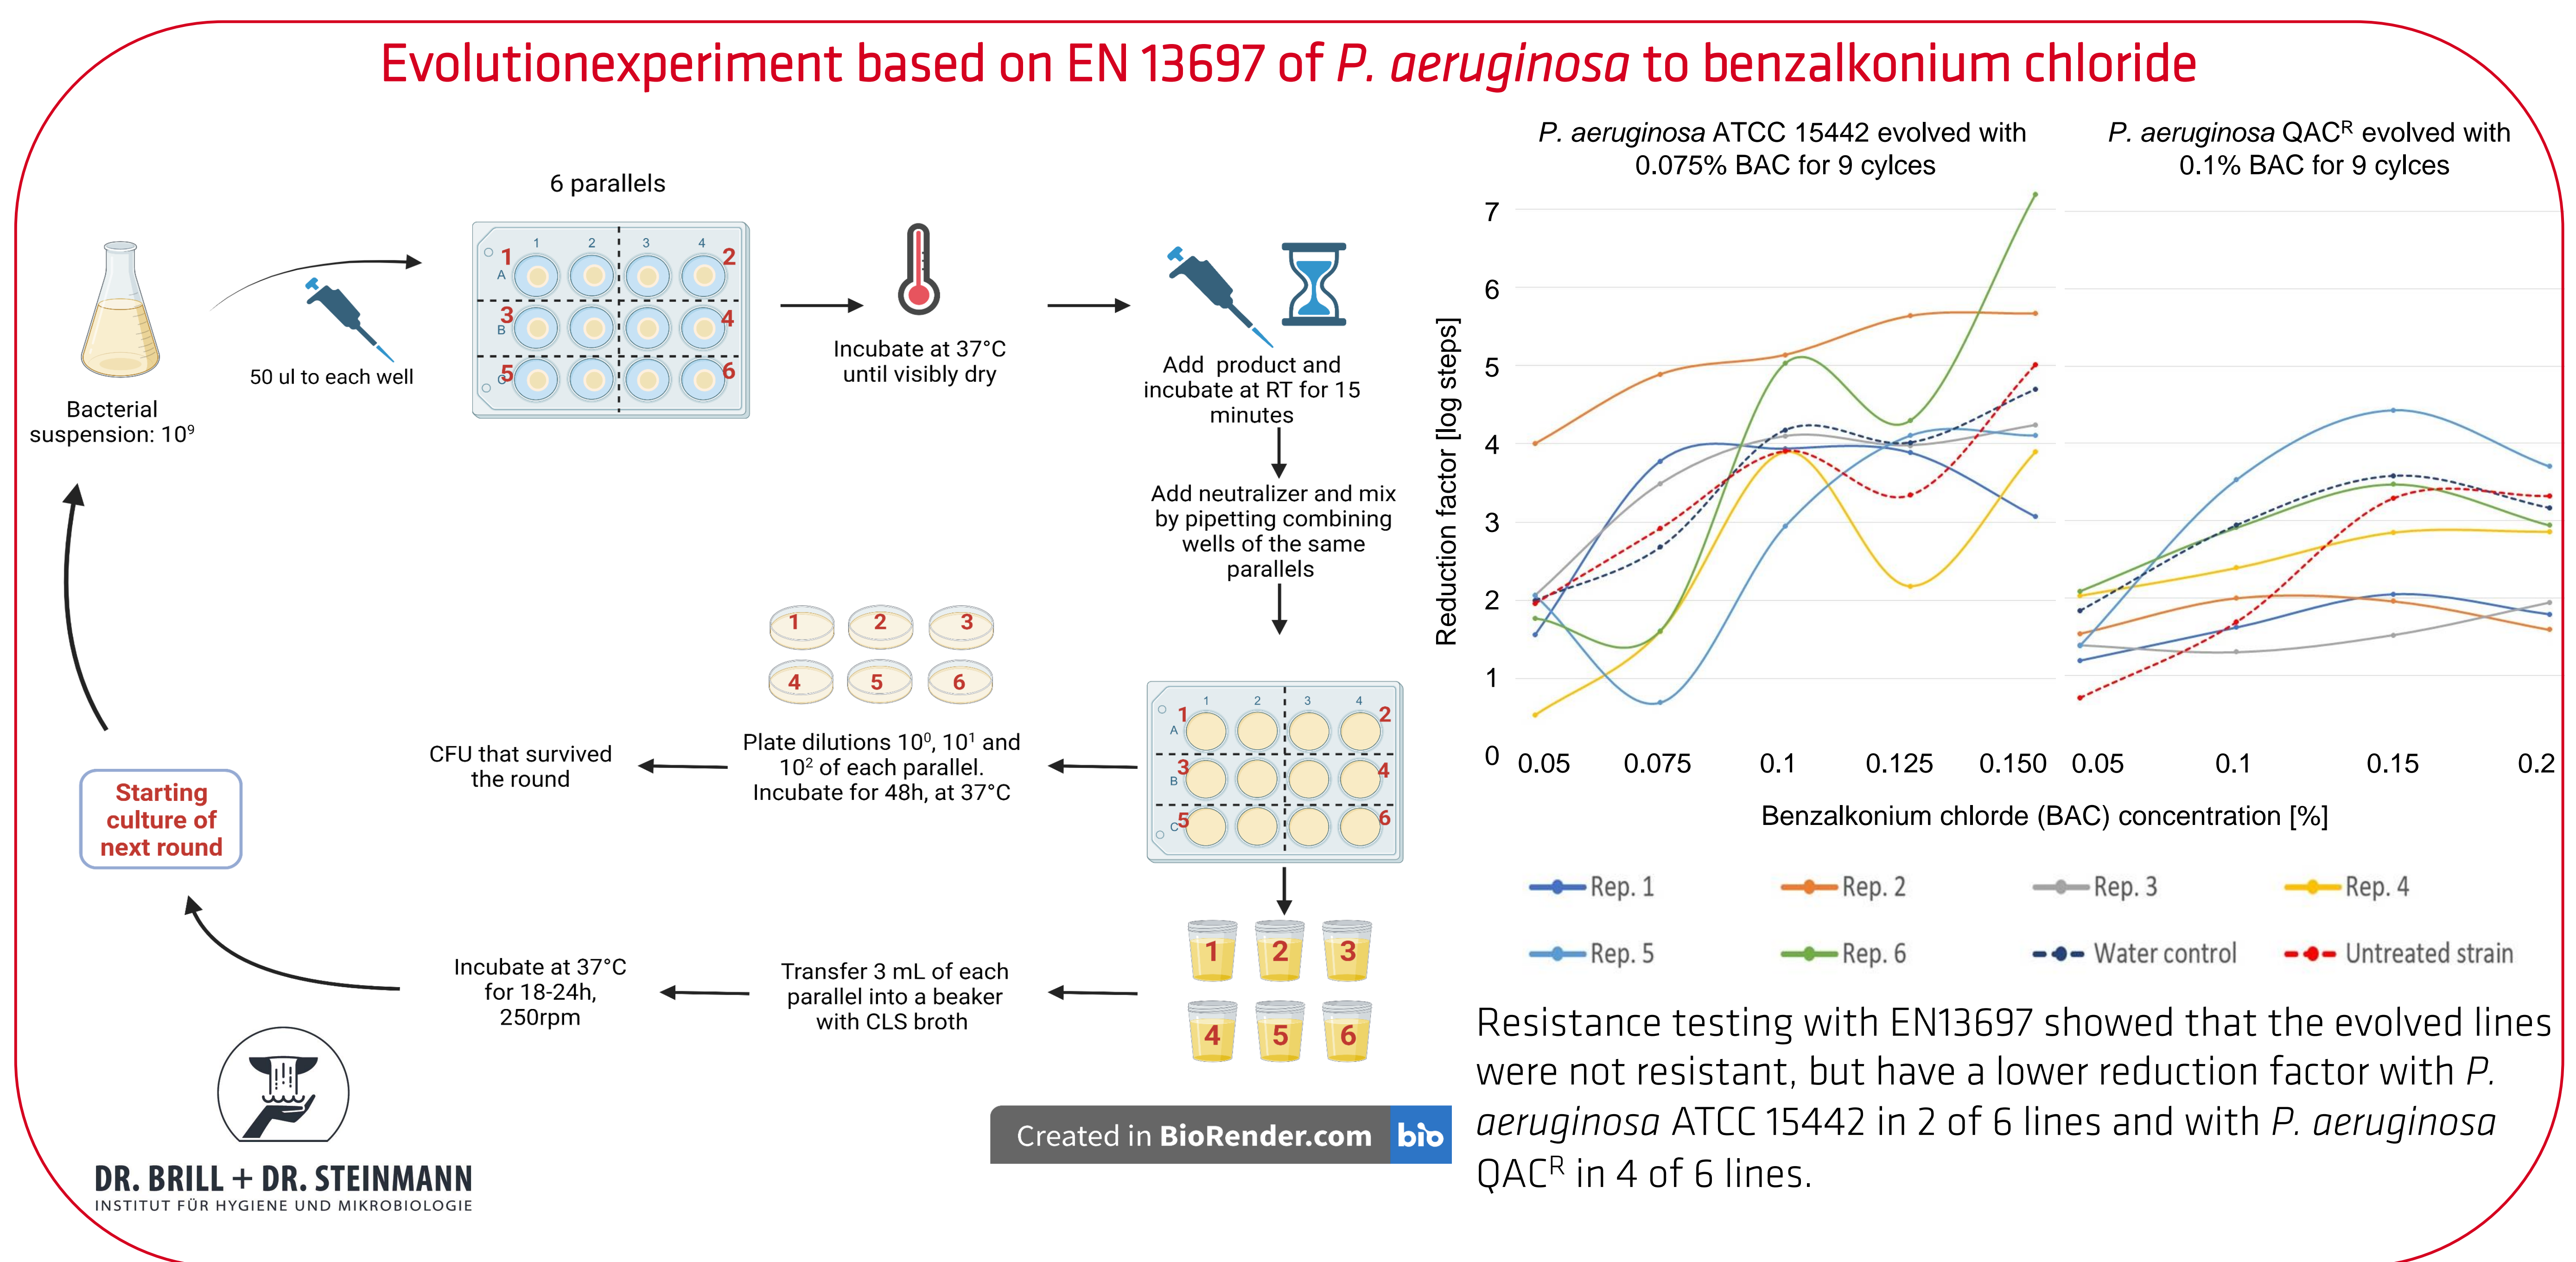 Evolutionexperiment based on EN 13697 of P. aeruginosa to benzalkonium chloride
Bacterial
suspension: 10⁹
50 ul to each well
6 parallels
1 2 3 4
A
B
C
1 2
3 4
5 6
Incubate at 37°C
until visibly dry
Add product and
incubate at RT for 15
minutes
Add neutralizer and mix
by pipetting combining
wells of the same
parallels
1 2 3 4
A
B
C
1 2
3 4
5 6
1 2 3
4 5 6
Plate dilutions 10⁰, 10¹ and
10² of each parallel.
Incubate for 48h, at 37°C
CFU that survived
the round
1 2 3
4 5 6
Transfer 3 mL of each
parallel into a beaker
with CLS broth
Incubate at 37°C
for 18-24h,
250rpm
Starting
culture of
next round
DR. BRILL + DR. STEINMANN
INSTITUT FÜR HYGIENE UND MIKROBIOLOGIE
Created in BioRender.com bio
P. aeruginosa ATCC 15442 evolved with
0.075% BAC for 9 cylces
P. aeruginosa QACᴿ evolved with
0.1% BAC for 9 cylces
Reduction factor [log steps]
7
6
5
4
3
2
1
0
0.05 0.075 0.1 0.125 0.150
0.05 0.1 0.15 0.2
Benzalkonium chlorde (BAC) concentration [%]
Rep. 1 Rep. 2 Rep. 3 Rep. 4
Rep. 5 Rep. 6 Water control Untreated strain
Resistance testing with EN13697 showed that the evolved lines
were not resistant, but have a lower reduction factor with P.
aeruginosa ATCC 15442 in 2 of 6 lines and with P. aeruginosa
QACᴿ in 4 of 6 lines.